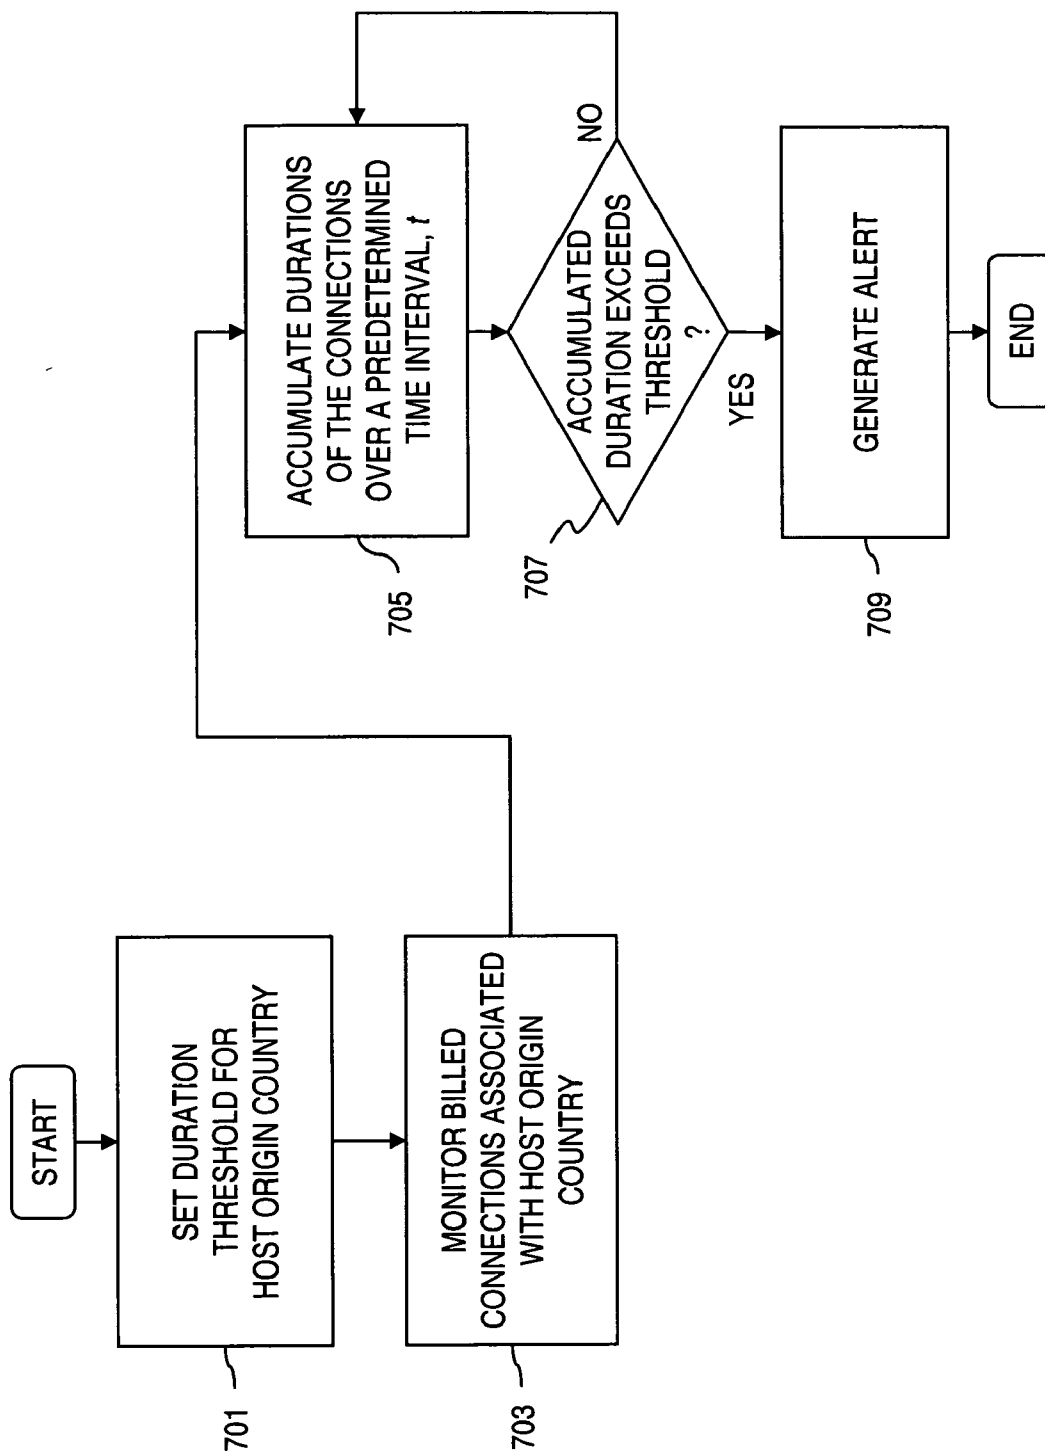 START
SET DURATION
THRESHOLD FOR
HOST ORIGIN COUNTRY
701
MONITOR BILLED
CONNECTIONS ASSOCIATED
WITH HOST ORIGIN
COUNTRY
703
ACCUMULATE DURATIONS
OF THE CONNECTIONS
OVER A PREDETERMINED
TIME INTERVAL, t
705
ACCUMULATED
DURATION EXCEEDS
THRESHOLD
?
707
NO
YES
GENERATE ALERT
709
END